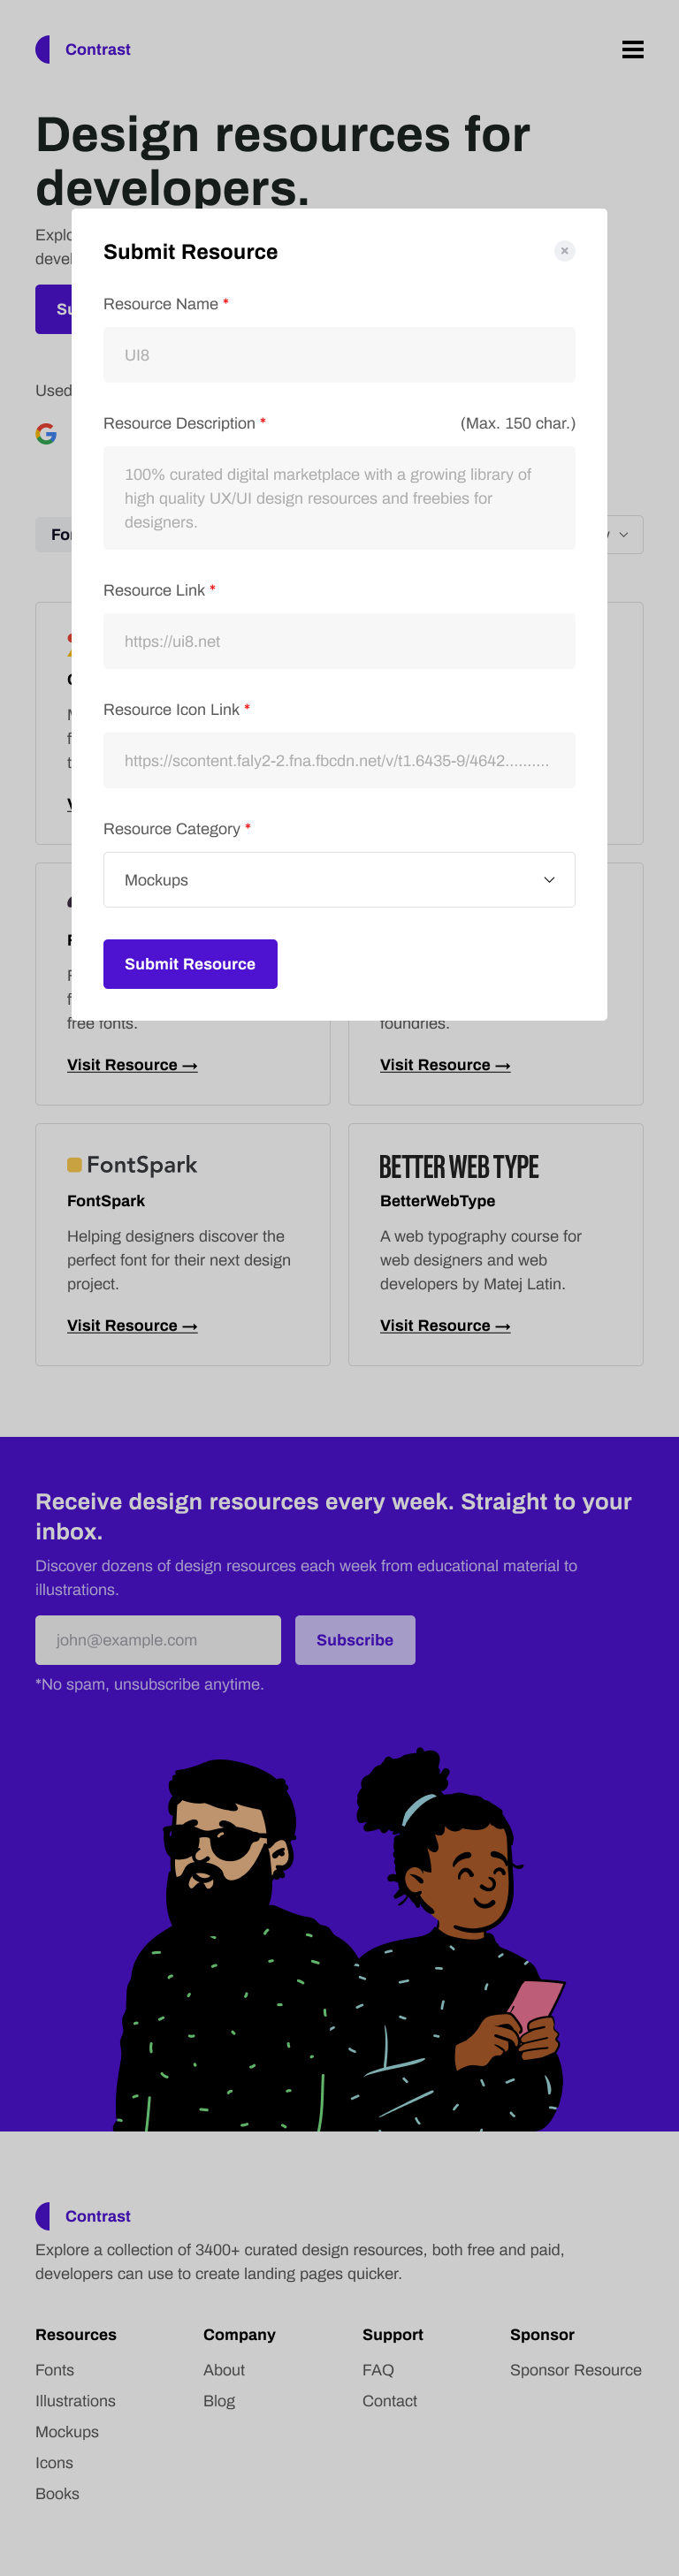 Contrast
Design resources for
developers.
Submit Resource
Resource Name *
UI8
Used
Resource Description * (Max. 150 char.)
100% curated digital marketplace with a growing library of
high quality UX/UI design resources and freebies for
designers.
Resource Link *
https://ui8.net
Resource Icon Link *
https://scontent.faly2-2.fna.fbcdn.net/v/t1.6435-9/4642..........
Resource Category *
Mockups
Submit Resource
free fonts.
foundries.
Visit Resource →
Visit Resource →
FontSpark
BETTER WEB TYPE
FontSpark
BetterWebType
Helping designers discover the
perfect font for their next design
project.
A web typography course for
web designers and web
developers by Matej Latin.
Visit Resource →
Visit Resource →
Receive design resources every week. Straight to your
inbox.
Discover dozens of design resources each week from educational material to
illustrations.
john@example.com
Subscribe
*No spam, unsubscribe anytime.
Contrast
Explore a collection of 3400+ curated design resources, both free and paid,
developers can use to create landing pages quicker.
Resources Company Support Sponsor
Fonts About FAQ Sponsor Resource
Illustrations Blog Contact
Mockups
Icons
Books